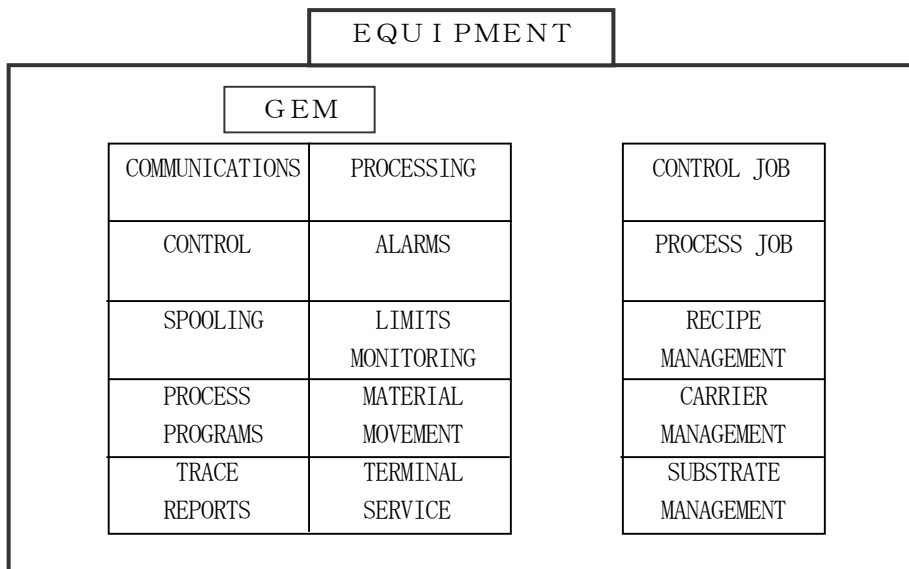 EQUIPMENT
GEM
COMMUNICATIONS
PROCESSING
CONTROL
ALARMS
SPOOLING
LIMITS
MONITORING
PROCESS
PROGRAMS
MATERIAL
MOVEMENT
TRACE
REPORTS
TERMINAL
SERVICE
CONTROL JOB
PROCESS JOB
RECIPE
MANAGEMENT
CARRIER
MANAGEMENT
SUBSTRATE
MANAGEMENT